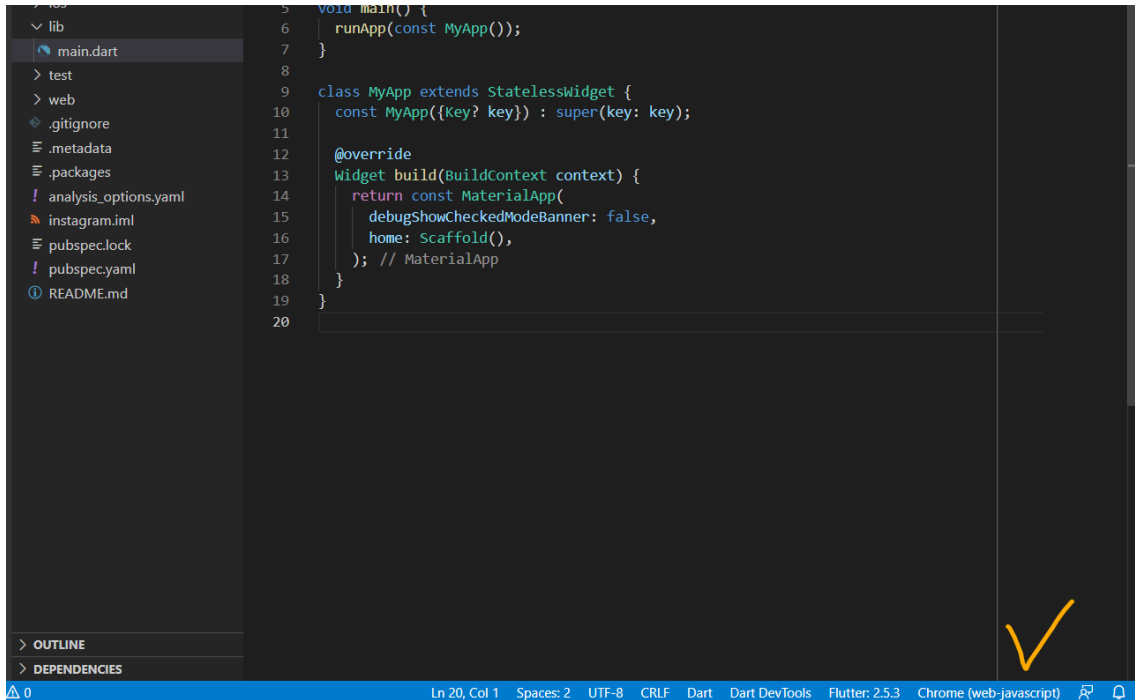 lib
main.dart
test
web
.gitignore
.metadata
.packages
analysis_options.yaml
instagram.iml
pubspec.lock
pubspec.yaml
README.md
OUTLINE
DEPENDENCIES
5 void main() {
6 runApp(const MyApp());
7 }
8
9 class MyApp extends StatelessWidget {
10 const MyApp({Key? key}) : super(key: key);
11
12 @override
13 Widget build(BuildContext context) {
14 return const MaterialApp(
15 debugShowCheckedModeBanner: false,
16 home: Scaffold(),
17 ); // MaterialApp
18 }
19 }
20
0 Ln 20, Col 1 Spaces: 2 UTF-8 CRLF Dart Dart DevTools Flutter: 2.5.3 Chrome (web-javascript)